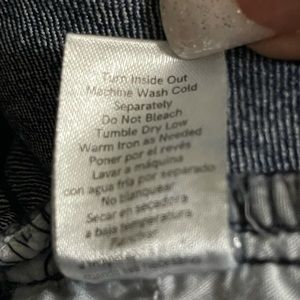 Turn Inside Out
Machine Wash Cold
Separately
Do Not Bleach
Tumble Dry Low
Warm Iron as Needed
Poner por el revés
Lavar a máquina
con agua fría por separado
No blanquear
Secar en secadora
a baja temperatura